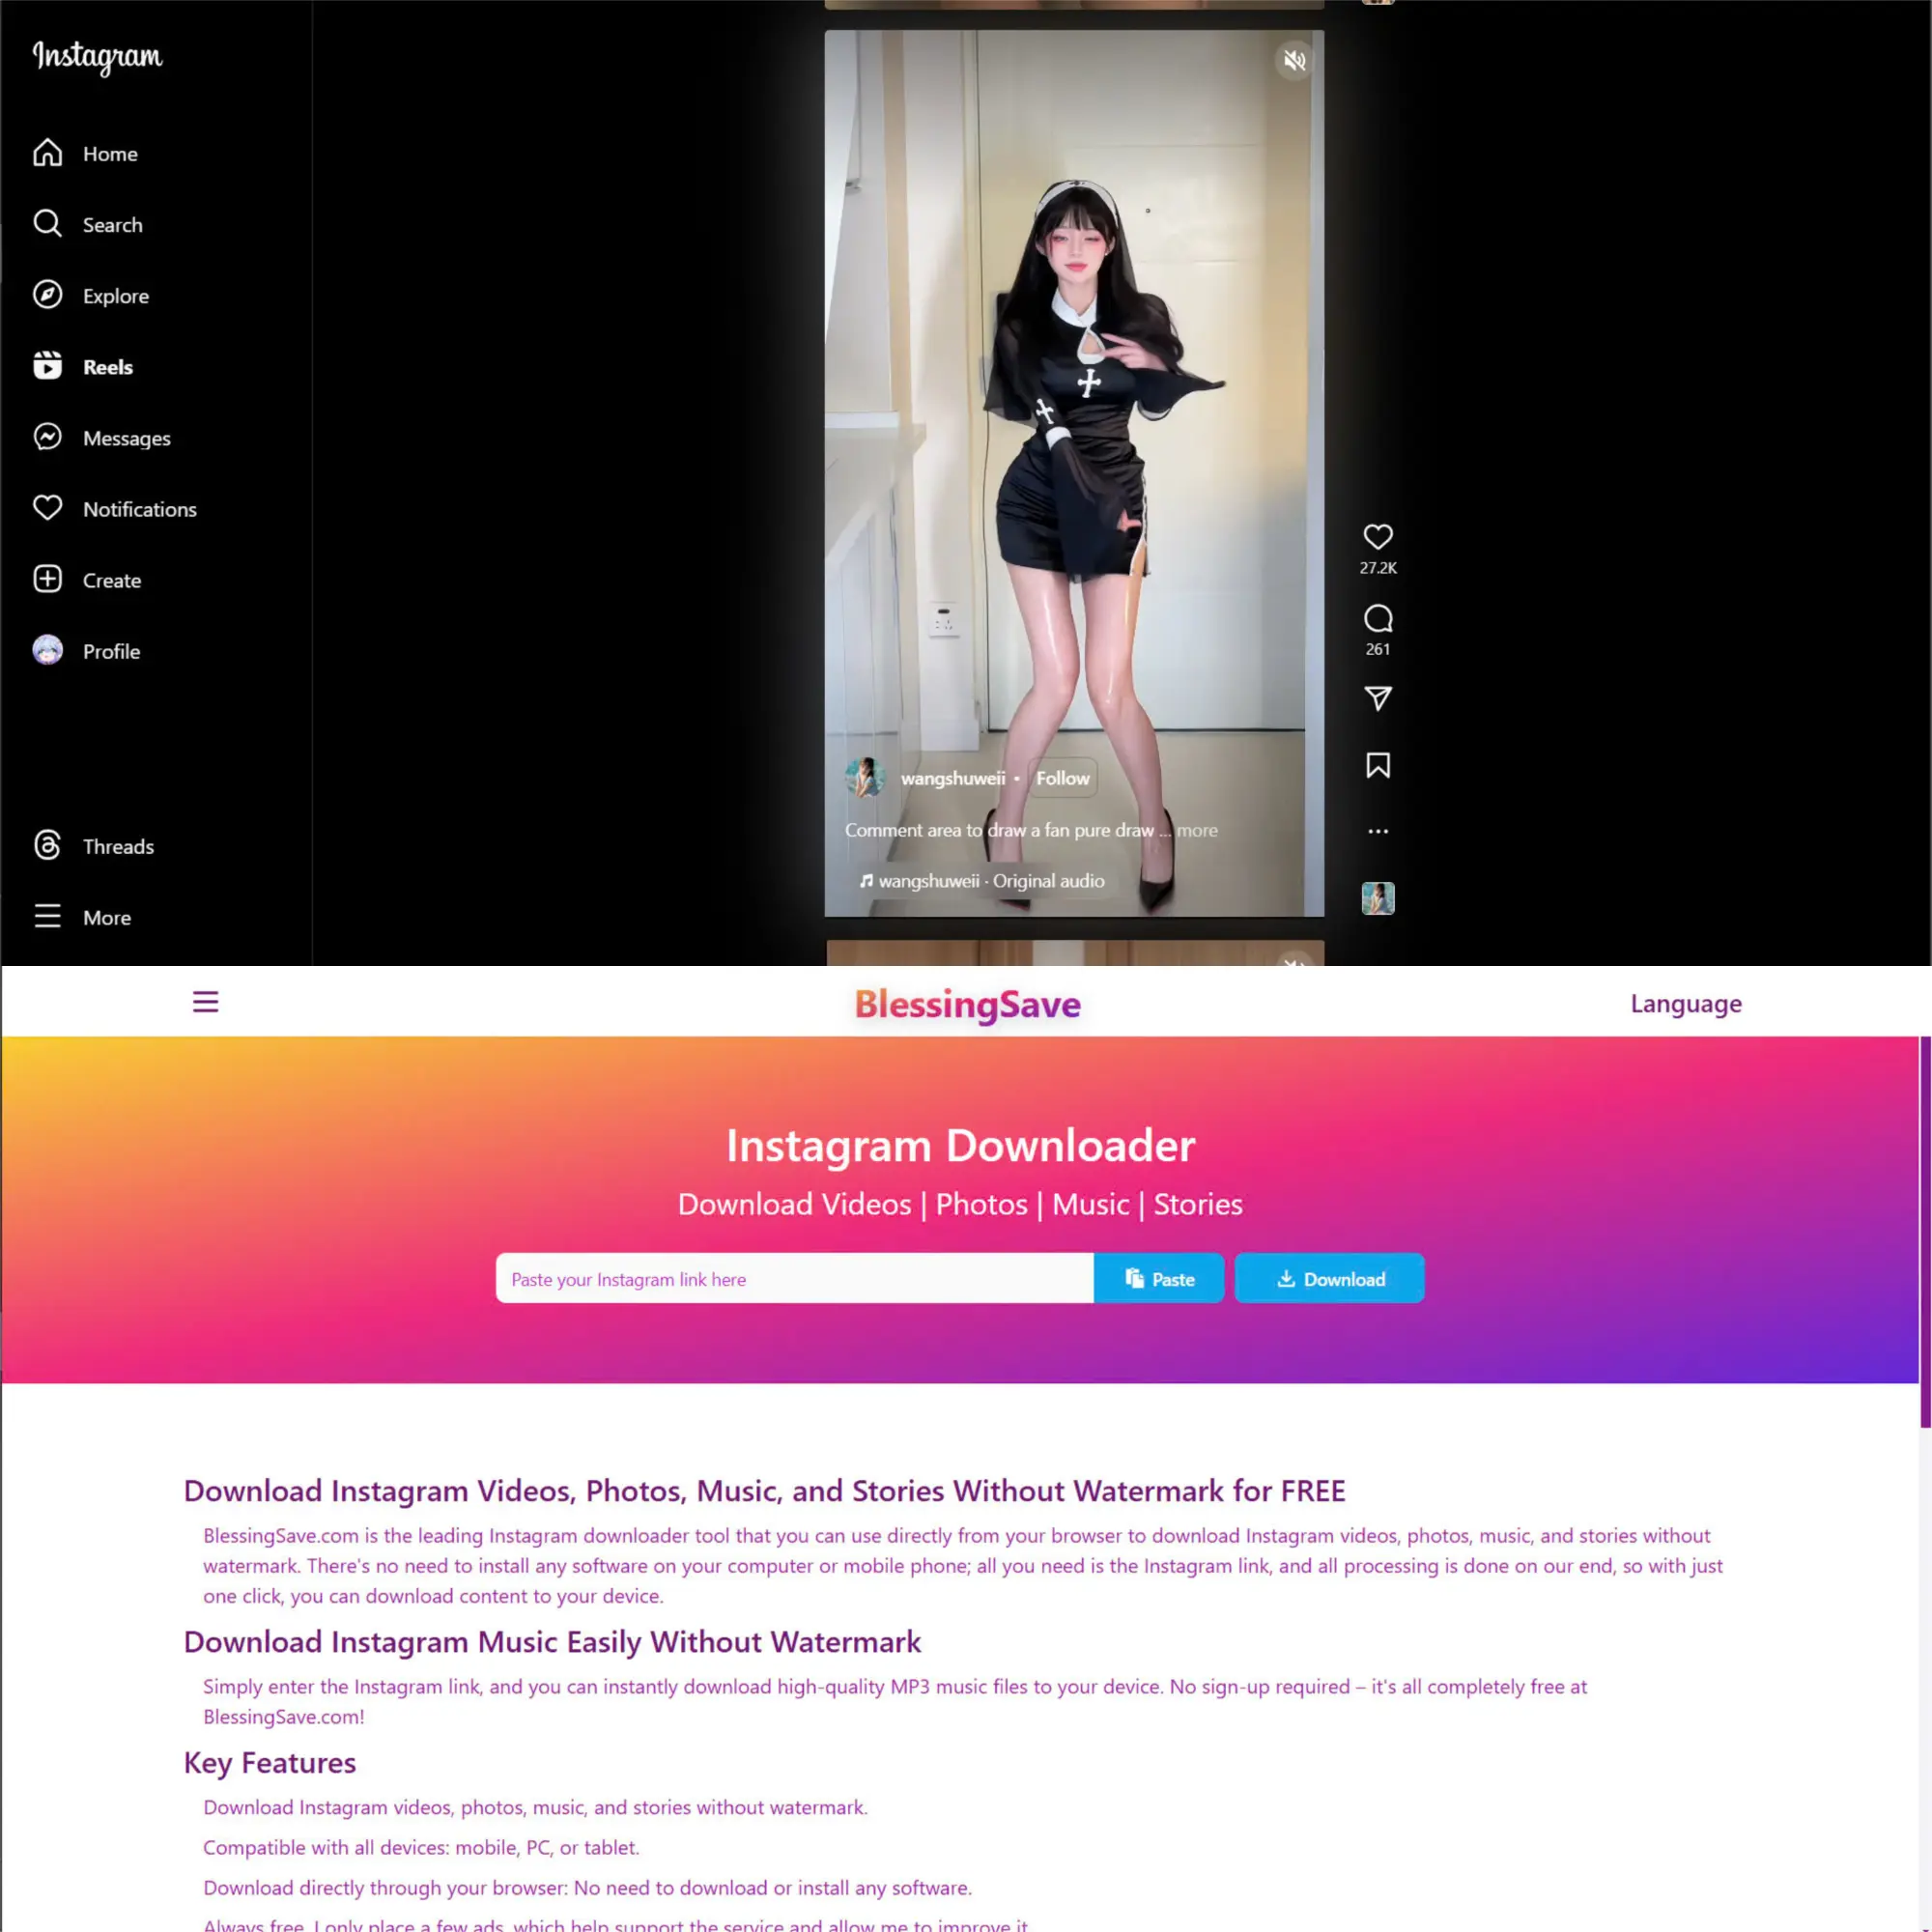 Instagram
Home
Search
Explore
Reels
Messages
Notifications
Create
Profile
Threads
More
wangshuweii • Follow
Comment area to draw a fan pure draw ... more
wangshuweii · Original audio
27.2K
261
BlessingSave
Language
Instagram Downloader
Download Videos | Photos | Music | Stories
Paste your Instagram link here
Paste
Download
Download Instagram Videos, Photos, Music, and Stories Without Watermark for FREE
BlessingSave.com is the leading Instagram downloader tool that you can use directly from your browser to download Instagram videos, photos, music, and stories without
watermark. There's no need to install any software on your computer or mobile phone; all you need is the Instagram link, and all processing is done on our end, so with just
one click, you can download content to your device.
Download Instagram Music Easily Without Watermark
Simply enter the Instagram link, and you can instantly download high-quality MP3 music files to your device. No sign-up required – it's all completely free at
BlessingSave.com!
Key Features
Download Instagram videos, photos, music, and stories without watermark.
Compatible with all devices: mobile, PC, or tablet.
Download directly through your browser: No need to download or install any software.
Always free. I only place a few ads, which help support the service and allow me to improve it.